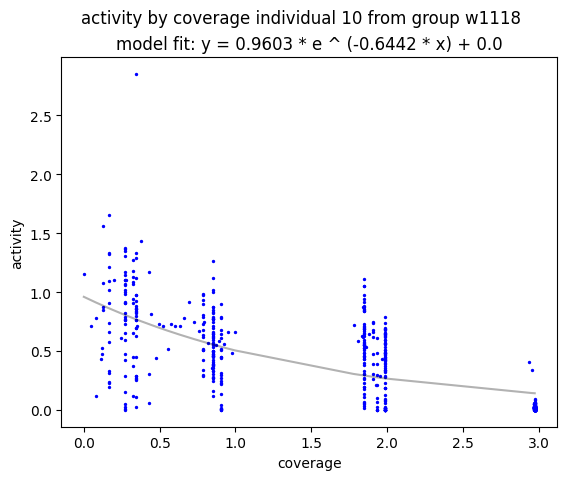 activity by coverage individual 10 from group w1118
model fit: y = 0.9603 * e ^ (-0.6442 * x) + 0.0
activity
2.5
2.0
1.5
1.0
0.5
0.0
0.0 0.5 1.0 1.5 2.0 2.5 3.0
coverage